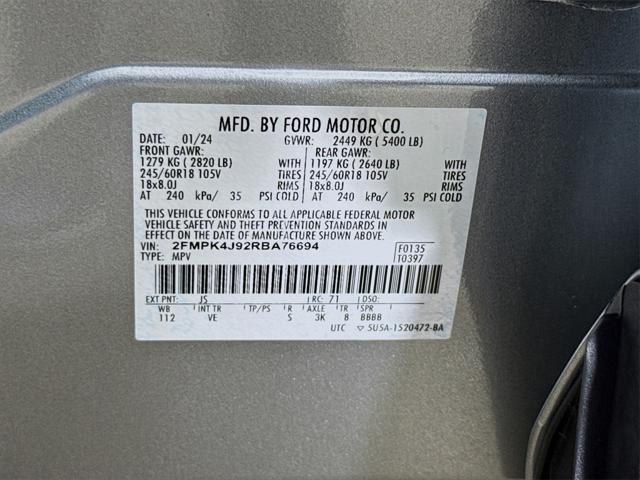 MFD. BY FORD MOTOR CO.
DATE: 01/24 GVWR: 2449 KG ( 5400 LB)
FRONT GAWR: REAR GAWR:
1279 KG ( 2820 LB) WITH 1197 KG ( 2640 LB) WITH
245/60R18 105V TIRES 245/60R18 105V TIRES
18x8.0J RIMS 18x8.0J RIMS
AT 240 kPa/ 35 PSI COLD AT 240 kPa/ 35 PSI COLD
THIS VEHICLE CONFORMS TO ALL APPLICABLE FEDERAL MOTOR
VEHICLE SAFETY AND THEFT PREVENTION STANDARDS IN
EFFECT ON THE DATE OF MANUFACTURE SHOWN ABOVE.
VIN: 2FMPK4J92RBA76694 F0135
TYPE: MPV T0397
EXT PNT: JS RC: 71 DSO:
WB INT TR TP/PS R AXLE TR SPR
112 VE S 3K 8 BBBB
UTC ▽ 5U5A-1520472-BA